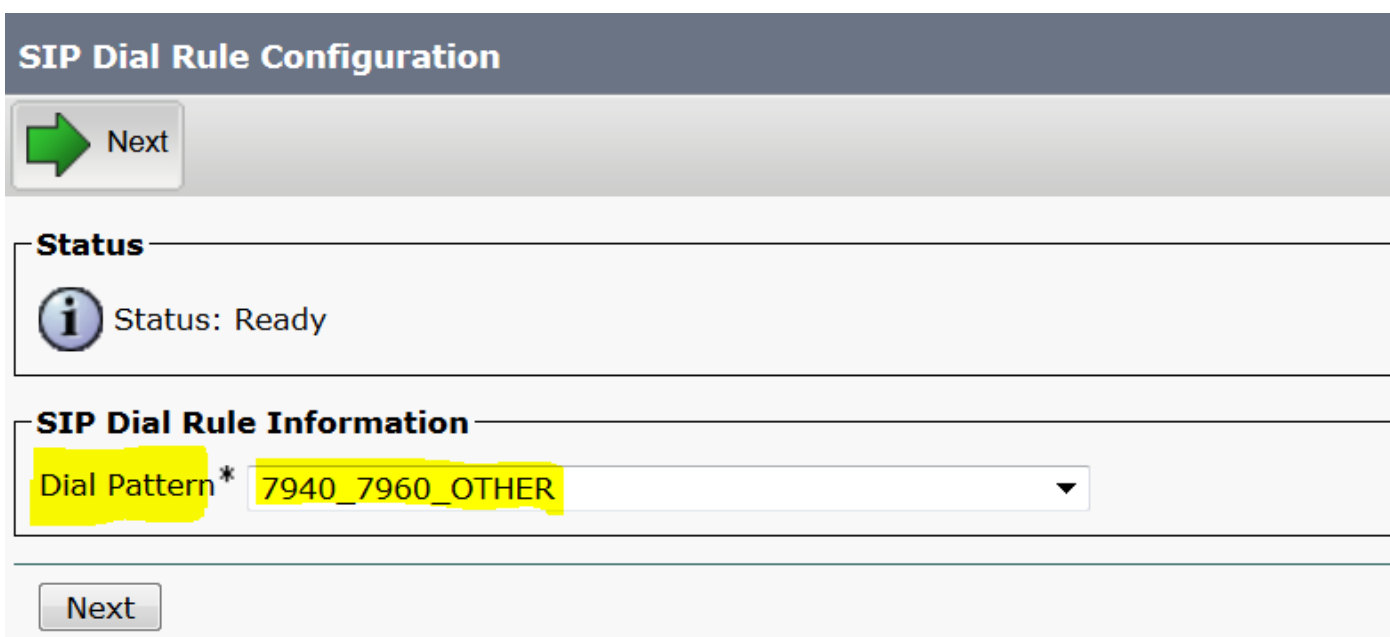 SIP Dial Rule Configuration
Next
Status
Status: Ready
SIP Dial Rule Information
Dial Pattern* 7940_7960_OTHER
Next